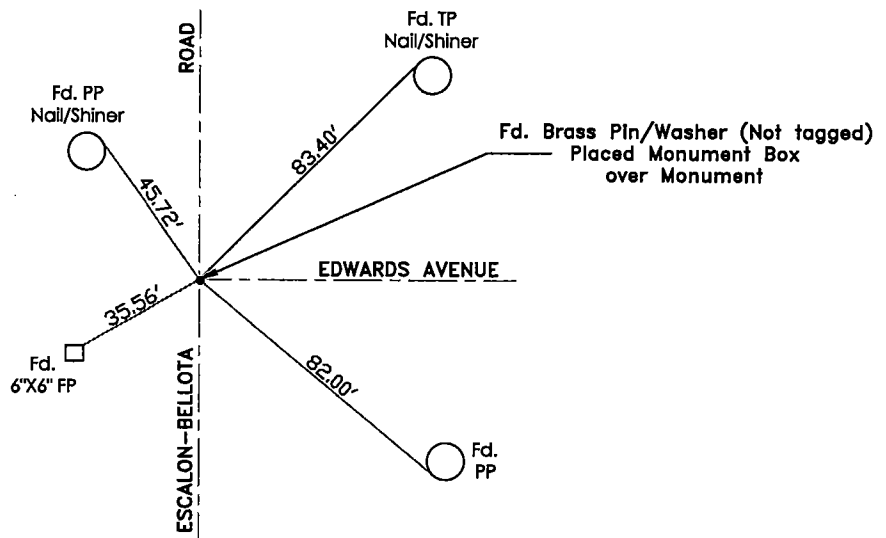 Fd. TP
Nail/Shiner
ROAD
Fd. PP
Nail/Shiner
83.40'
Fd. Brass Pin/Washer (Not tagged)
Placed Monument Box
over Monument
45.72'
EDWARDS AVENUE
35.56'
Fd.
6"X6" FP
82.00'
ESCALON-BELLOTA
Fd.
PP